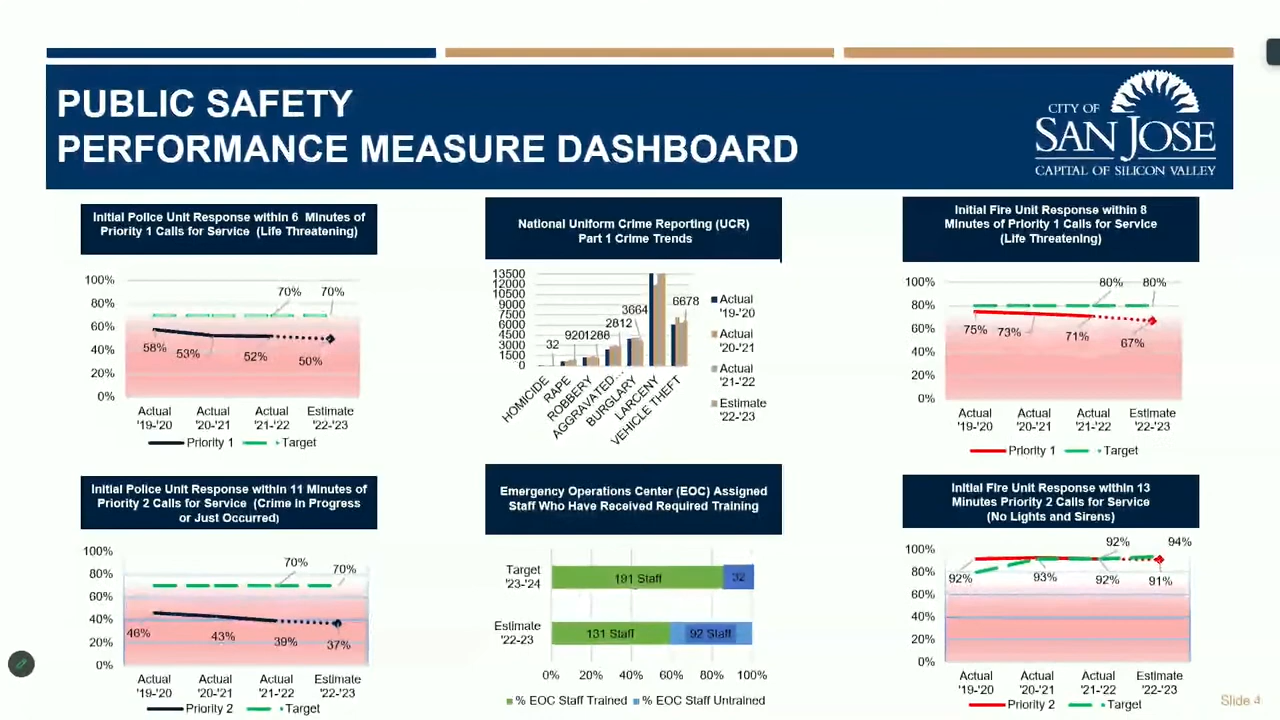 PUBLIC SAFETY
PERFORMANCE MEASURE DASHBOARD
CITY OF
SAN JOSE
CAPITAL OF SILICON VALLEY
Initial Police Unit Response within 6 Minutes of
Priority 1 Calls for Service (Life Threatening)
100%
80%
60%
40%
20%
0%
70%
70%
58%
53%
52%
50%
Actual
'19-'20
Actual
'20-'21
Actual
'21-'22
Estimate
'22-'23
Priority 1
Target
National Uniform Crime Reporting (UCR)
Part 1 Crime Trends
13500
12000
10500
9000
7500
6000
4500
3000
1500
0
32
920
1288
2812
3664
6678
HOMICIDE
RAPE
ROBBERY
AGGRAVATED…
BURGLARY
LARCENY
VEHICLE THEFT
Actual
'19-'20
Actual
'20-'21
Actual
'21-'22
Estimate
'22-'23
Initial Fire Unit Response within 8
Minutes of Priority 1 Calls for Service
(Life Threatening)
100%
80%
60%
40%
20%
0%
80%
80%
75%
73%
71%
67%
Actual
'19-'20
Actual
'20-'21
Actual
'21-'22
Estimate
'22-'23
Priority 1
Target
Initial Police Unit Response within 11 Minutes of
Priority 2 Calls for Service (Crime in Progress
or Just Occurred)
100%
80%
60%
40%
20%
0%
70%
70%
46%
43%
39%
37%
Actual
'19-'20
Actual
'20-'21
Actual
'21-'22
Estimate
'22-'23
Priority 2
Target
Emergency Operations Center (EOC) Assigned
Staff Who Have Received Required Training
Target
'23-'24
191 Staff
32
Estimate
'22-23
131 Staff
92 Staff
0%
20%
40%
60%
80%
100%
% EOC Staff Trained
% EOC Staff Untrained
Initial Fire Unit Response within 13
Minutes Priority 2 Calls for Service
(No Lights and Sirens)
100%
80%
60%
40%
20%
0%
92%
94%
92%
93%
92%
91%
Actual
'19-'20
Actual
'20-'21
Actual
'21-'22
Estimate
'22-'23
Priority 2
Target
Slide 4